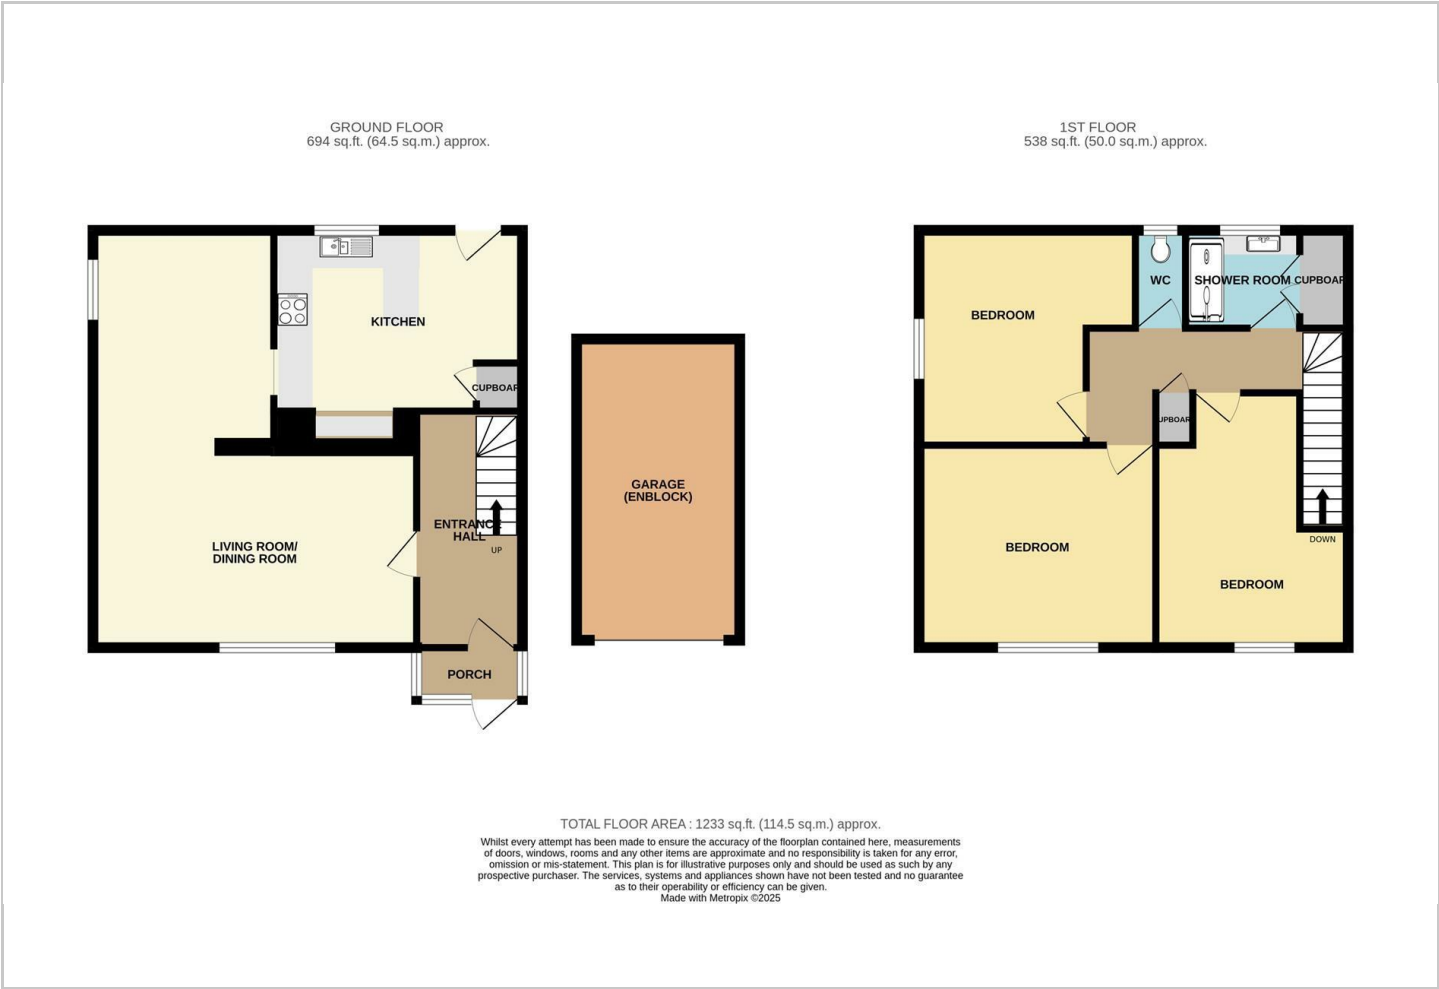 GROUND FLOOR
694 sq.ft. (64.5 sq.m.) approx.
1ST FLOOR
538 sq.ft. (50.0 sq.m.) approx.
KITCHEN
CUPBOAR
LIVING ROOM/
DINING ROOM
ENTRANCE
HALL
UP
PORCH
GARAGE
(ENBLOCK)
BEDROOM
WC
SHOWER ROOM
CUPBOAR
UPBOAR
BEDROOM
BEDROOM
DOWN
TOTAL FLOOR AREA : 1233 sq.ft. (114.5 sq.m.) approx.
Whilst every attempt has been made to ensure the accuracy of the floorplan contained here, measurements
of doors, windows, rooms and any other items are approximate and no responsibility is taken for any error,
omission or mis-statement. This plan is for illustrative purposes only and should be used as such by any
prospective purchaser. The services, systems and appliances shown have not been tested and no guarantee
as to their operability or efficiency can be given.
Made with Metropix ©2025